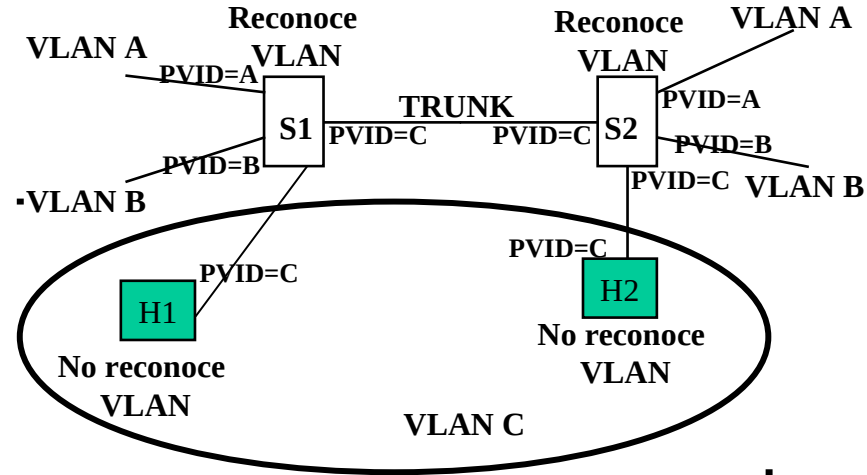 Reconoce
VLAN
Reconoce
VLAN
VLAN A
VLAN A
PVID=A
PVID=A
TRUNK
S1
S2
PVID=C
PVID=C
PVID=B
PVID=B
PVID=C
VLAN B
VLAN B
PVID=C
PVID=C
H1
H2
No reconoce
VLAN
No reconoce
VLAN
VLAN C